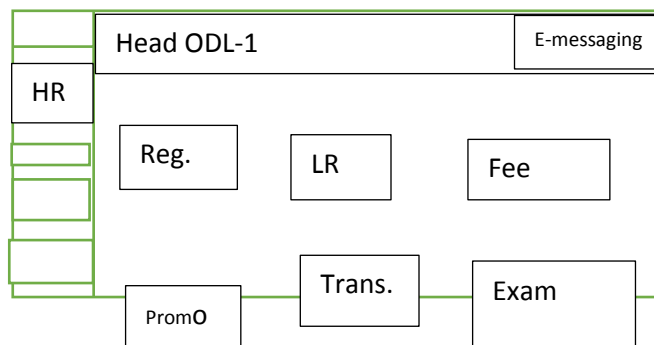 Head ODL-1
E-messaging
HR
Reg.
LR
Fee
Trans.
Exam
PromO